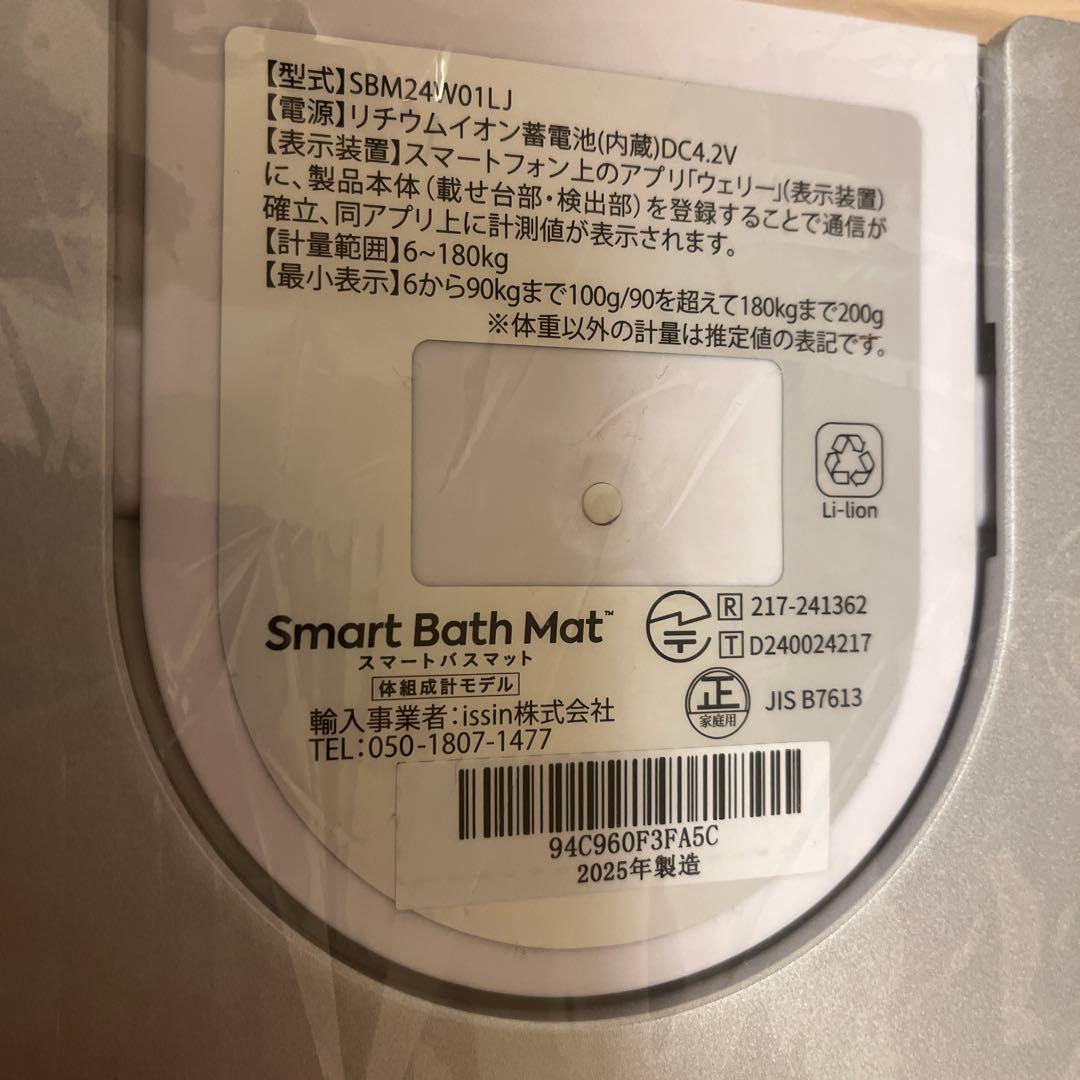 【型式】SBM24W01LJ
【電源】リチウムイオン蓄電池(内蔵)DC4.2V
【表示装置】スマートフォン上のアプリ「ウェリー」(表示装置)
に、製品本体（載せ台部・検出部）を登録することで通信が
確立、同アプリ上に計測値が表示されます。
【計量範囲】6~180kg
【最小表示】6から90kgまで100g/90を超えて180kgまで200g
※体重以外の計量は推定値の表記です。
Li-lion
Smart Bath Mat™
スマートバスマット
体組成計モデル
R 217-241362
T D240024217
正
家庭用
JIS B7613
輸入事業者：issin株式会社
TEL：050-1807-1477
94C960F3FA5C
2025年製造